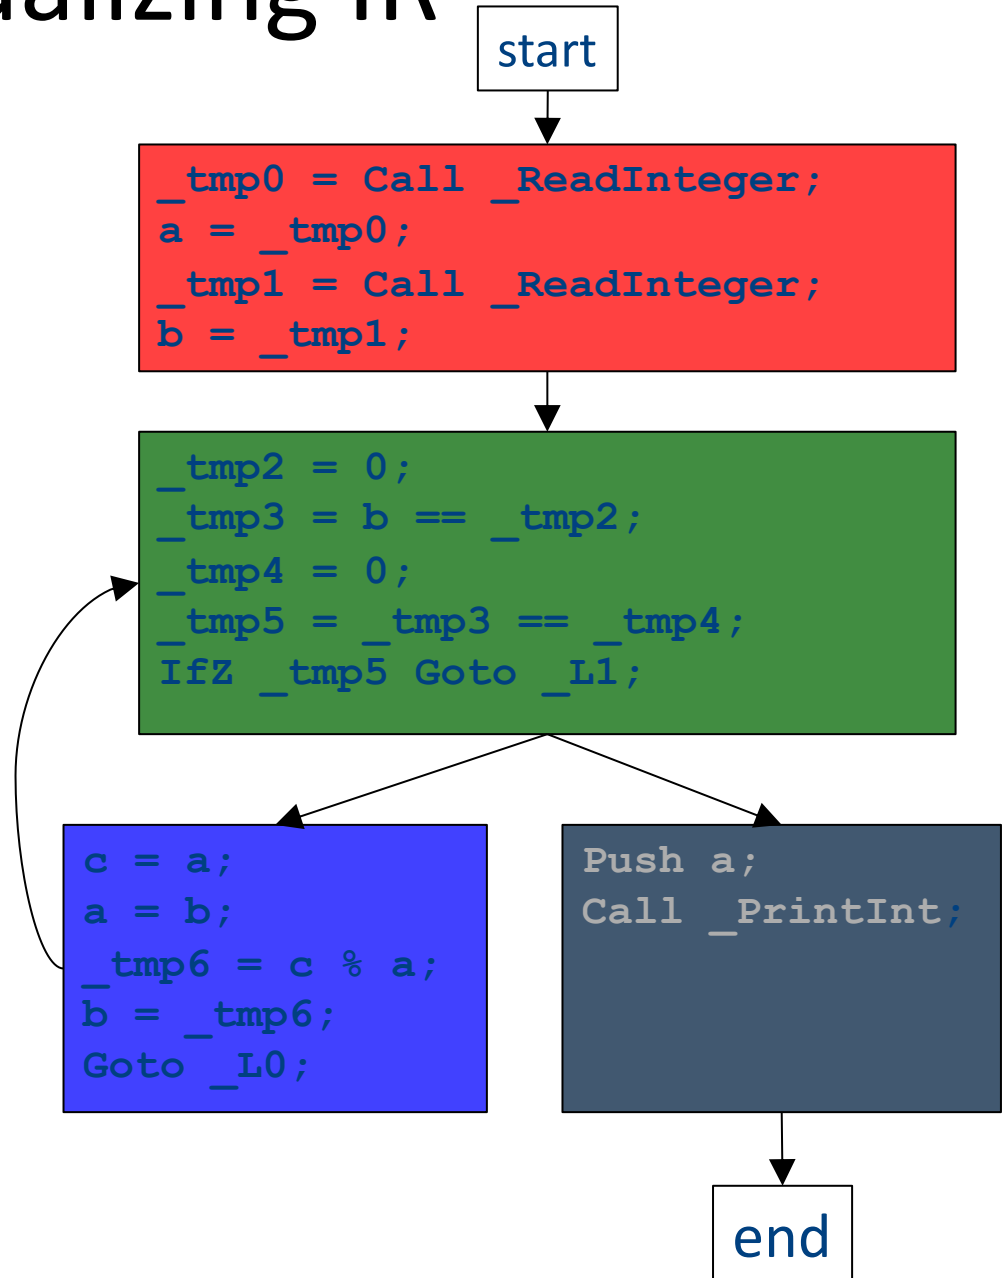 start
_tmp0 = Call _ReadInteger;
a = _tmp0;
_tmp1 = Call _ReadInteger;
b = _tmp1;
_tmp2 = 0;
_tmp3 = b == _tmp2;
_tmp4 = 0;
_tmp5 = _tmp3 == _tmp4;
IfZ _tmp5 Goto _L1;
c = a;
a = b;
_tmp6 = c % a;
b = _tmp6;
Goto _L0;
Push a;
Call _PrintInt;
end